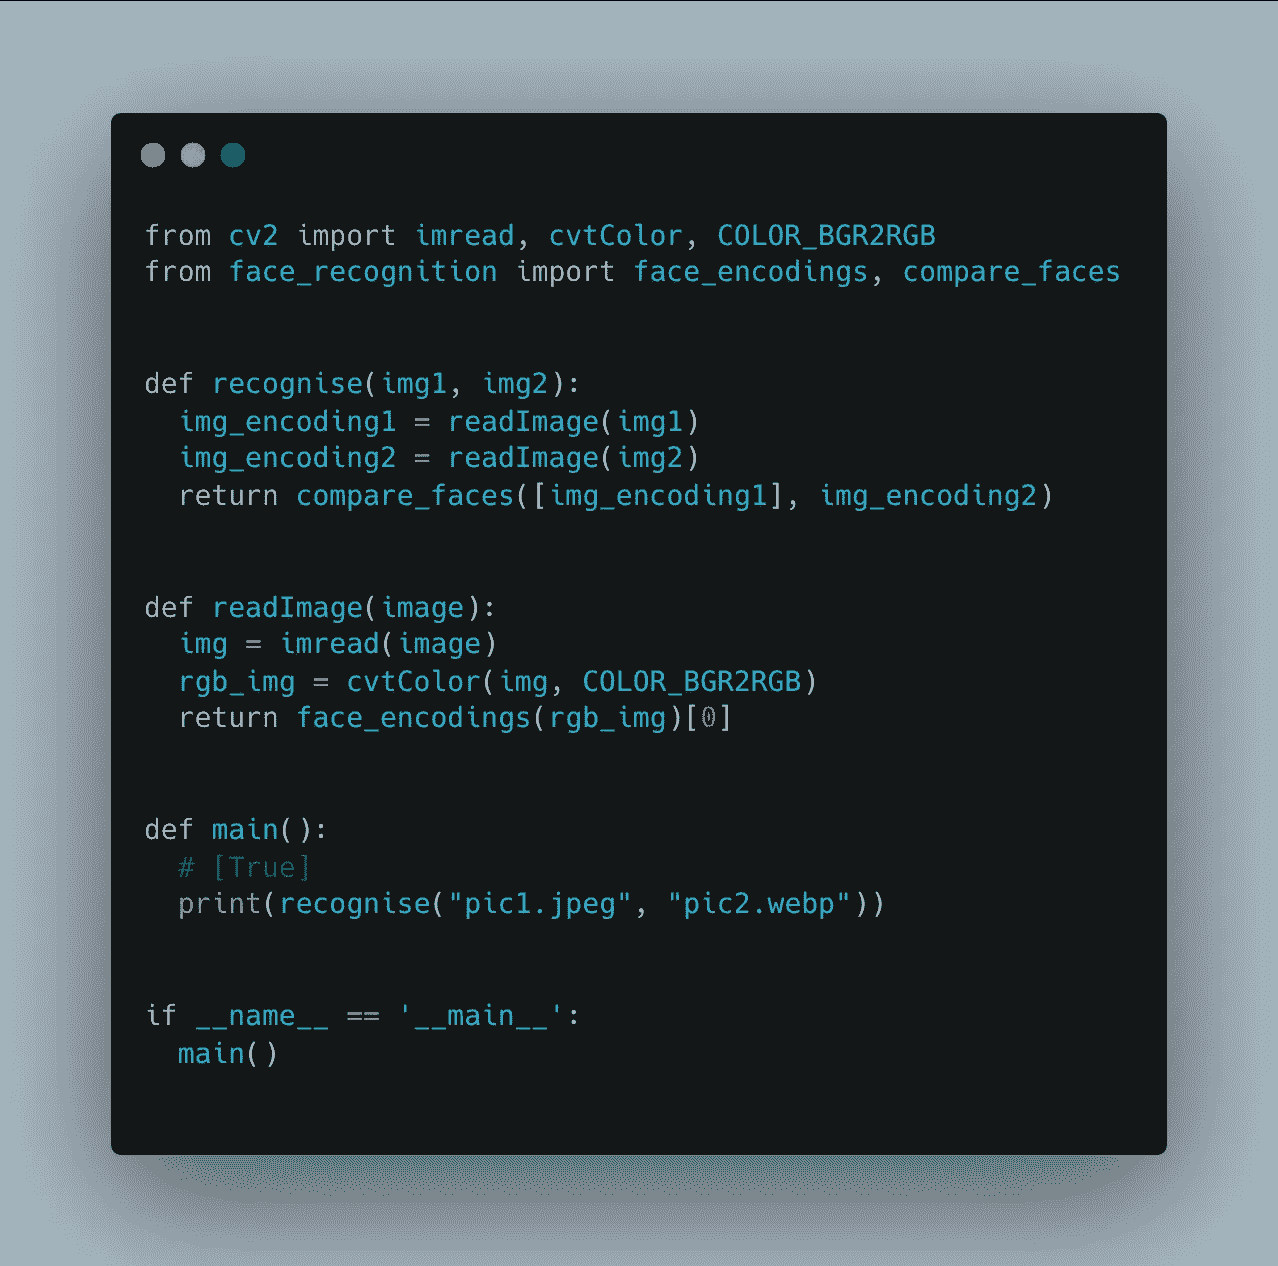 from cv2 import imread, cvtColor, COLOR_BGR2RGB
from face_recognition import face_encodings, compare_faces
def recognise(img1, img2):
  img_encoding1 = readImage(img1)
  img_encoding2 = readImage(img2)
  return compare_faces([img_encoding1], img_encoding2)
def readImage(image):
  img = imread(image)
  rgb_img = cvtColor(img, COLOR_BGR2RGB)
  return face_encodings(rgb_img)[0]
def main():
  # [True]
  print(recognise("pic1.jpeg", "pic2.webp"))
if __name__ == '__main__':
  main()